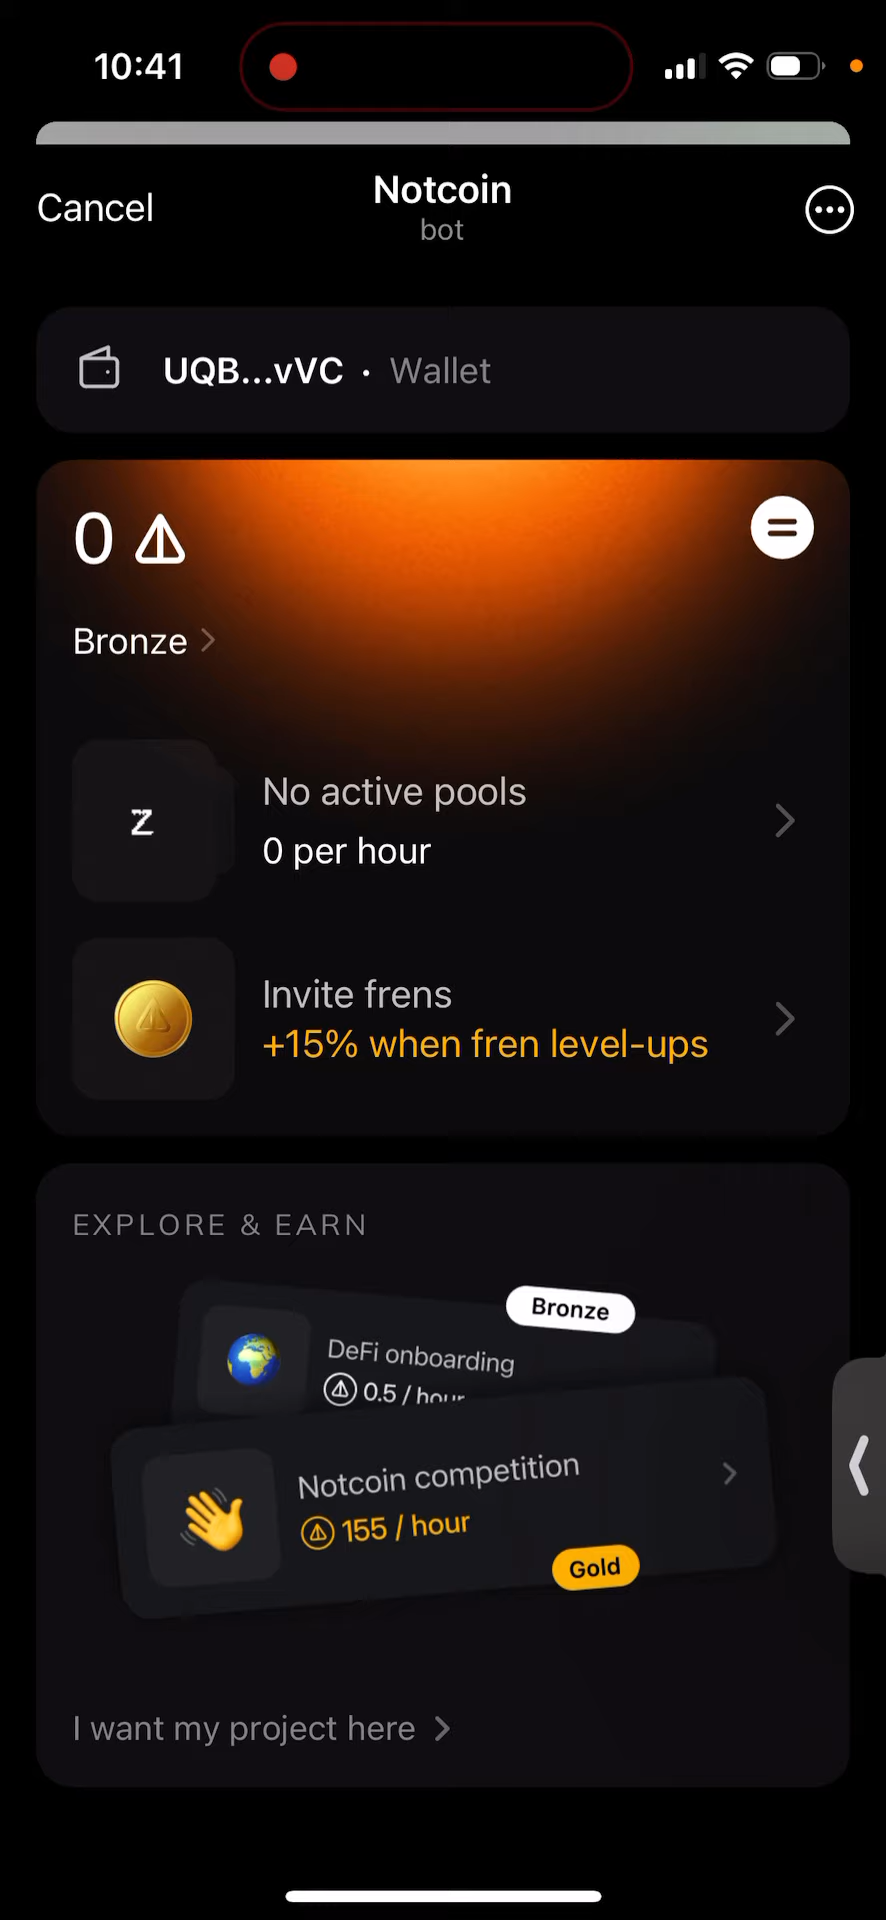 10:41
Cancel
Notcoin
bot
UQB...vVC • Wallet
0
Bronze
No active pools
0 per hour
z
Invite frens
+15% when fren level-ups
EXPLORE & EARN
Bronze
DeFi onboarding
0.5 / hour
Notcoin competition
155 / hour
Gold
I want my project here